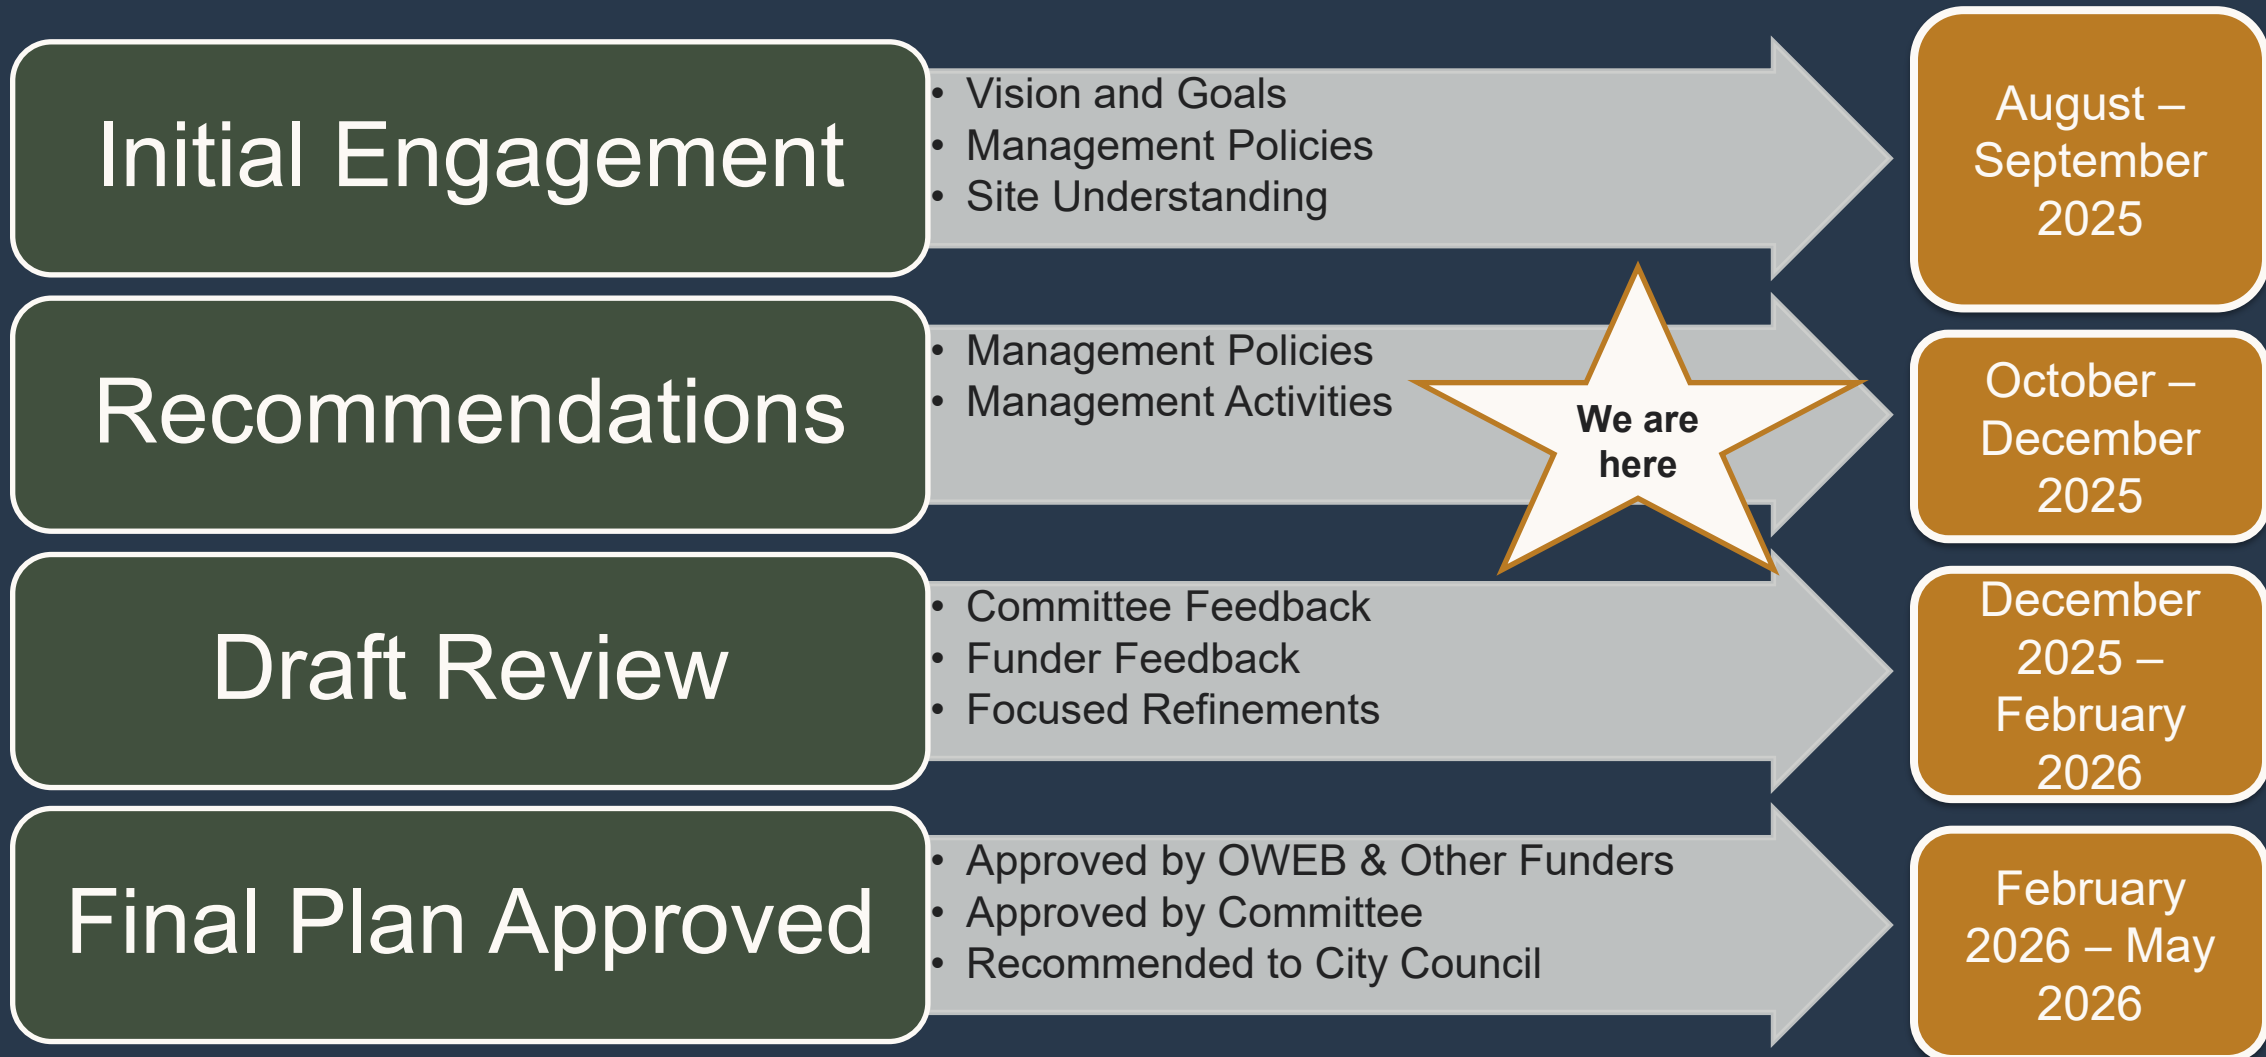 Initial Engagement
• Vision and Goals
• Management Policies
• Site Understanding
August –
September
2025
Recommendations
• Management Policies
• Management Activities
We are
here
October –
December
2025
Draft Review
• Committee Feedback
• Funder Feedback
• Focused Refinements
December
2025 –
February
2026
Final Plan Approved
• Approved by OWEB & Other Funders
• Approved by Committee
• Recommended to City Council
February
2026 – May
2026